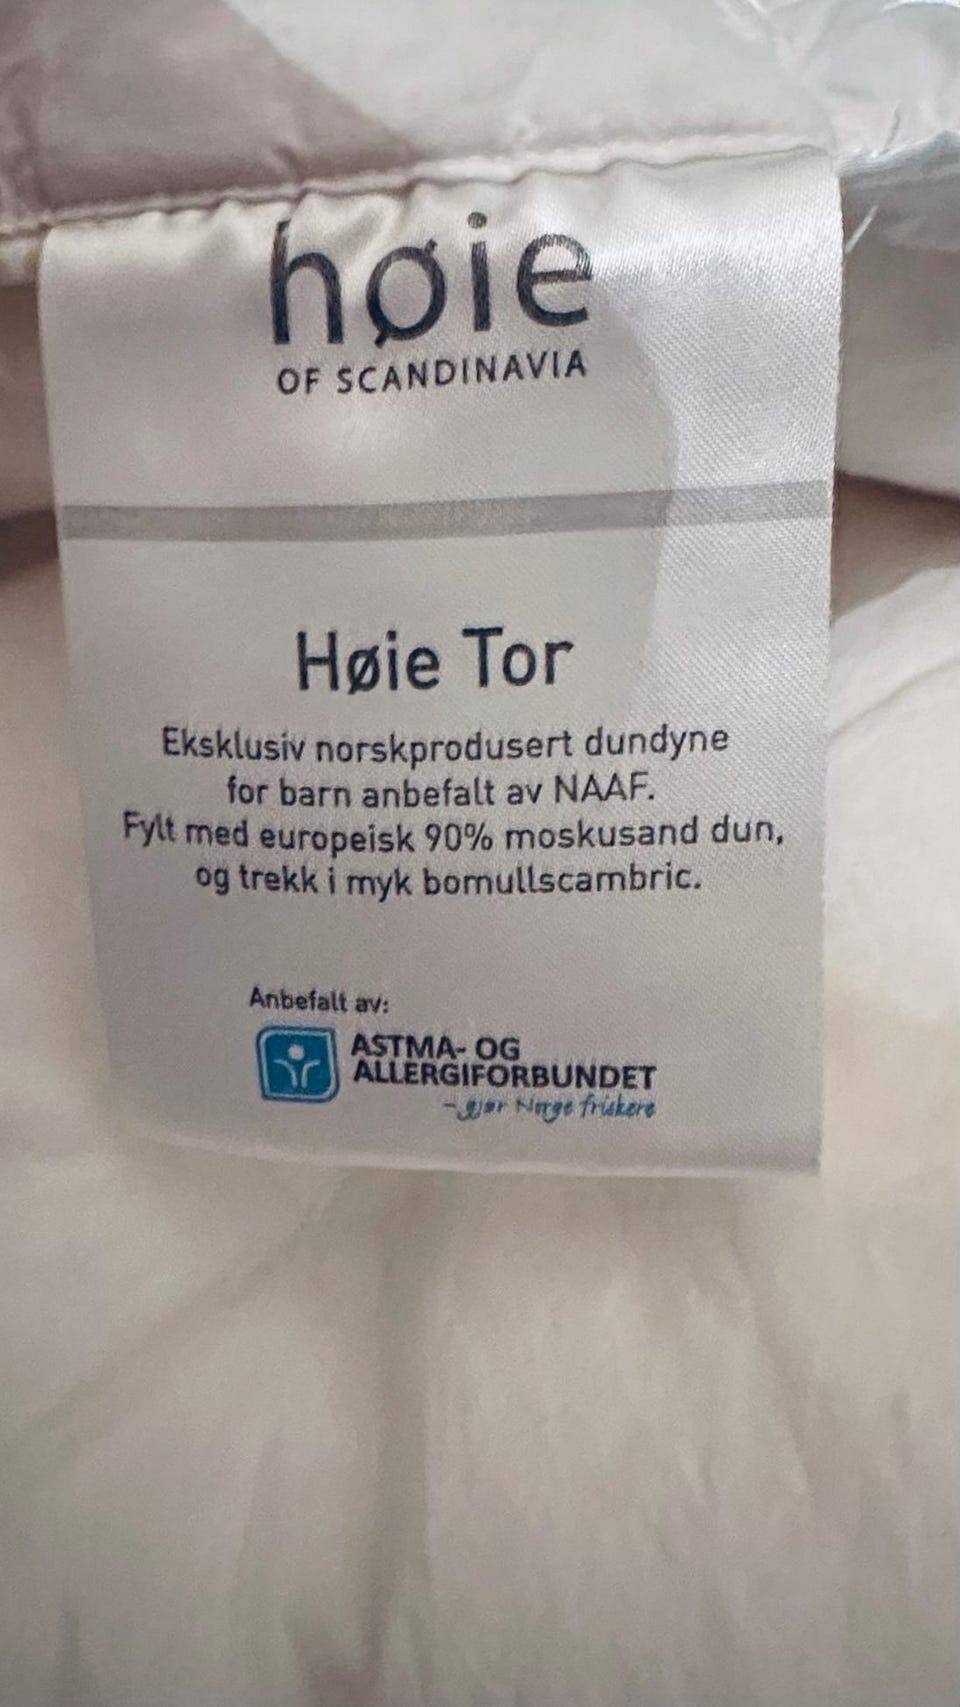 høie
OF SCANDINAVIA
Høie Tor
Eksklusiv norskprodusert dundyne
for barn anbefalt av NAAF.
Fylt med europeisk 90% moskusand dun,
og trekk i myk bomullscambric.
Anbefalt av:
ASTMA- OG
ALLERGIFORBUNDET
- gjør Norge friskere